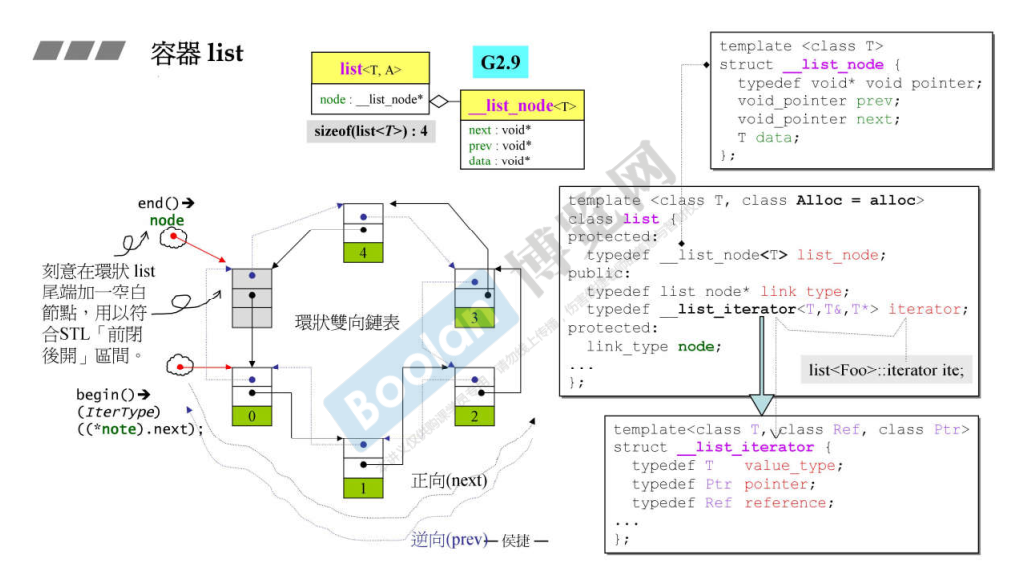 容器 list
list<T, A>
node : __list_node*
sizeof(list<T>) : 4
G2.9
__list_node<T>
next : void*
prev : void*
data : void*
template <class T>
struct __list_node {
typedef void* void pointer;
void_pointer prev;
void_pointer next;
T data;
};
end()
node
刻意在環狀 list
尾端加一空白
節點，用以符
合STL「前閉
後開」區間。
begin()
(IterType)
((*note).next);
4
3
0
2
1
環狀雙向鏈表
正向(next)
逆向(prev)
— 侯捷 —
template <class T, class Alloc = alloc>
class list {
protected:
typedef __list_node<T> list_node;
public:
typedef list node* link type;
typedef __list_iterator<T,T&,T*> iterator;
protected:
link_type node;
...
};
list<Foo>::iterator ite;
template<class T, class Ref, class Ptr>
struct __list_iterator {
typedef T value_type;
typedef Ptr pointer;
typedef Ref reference;
...
};
Boolan
博览网